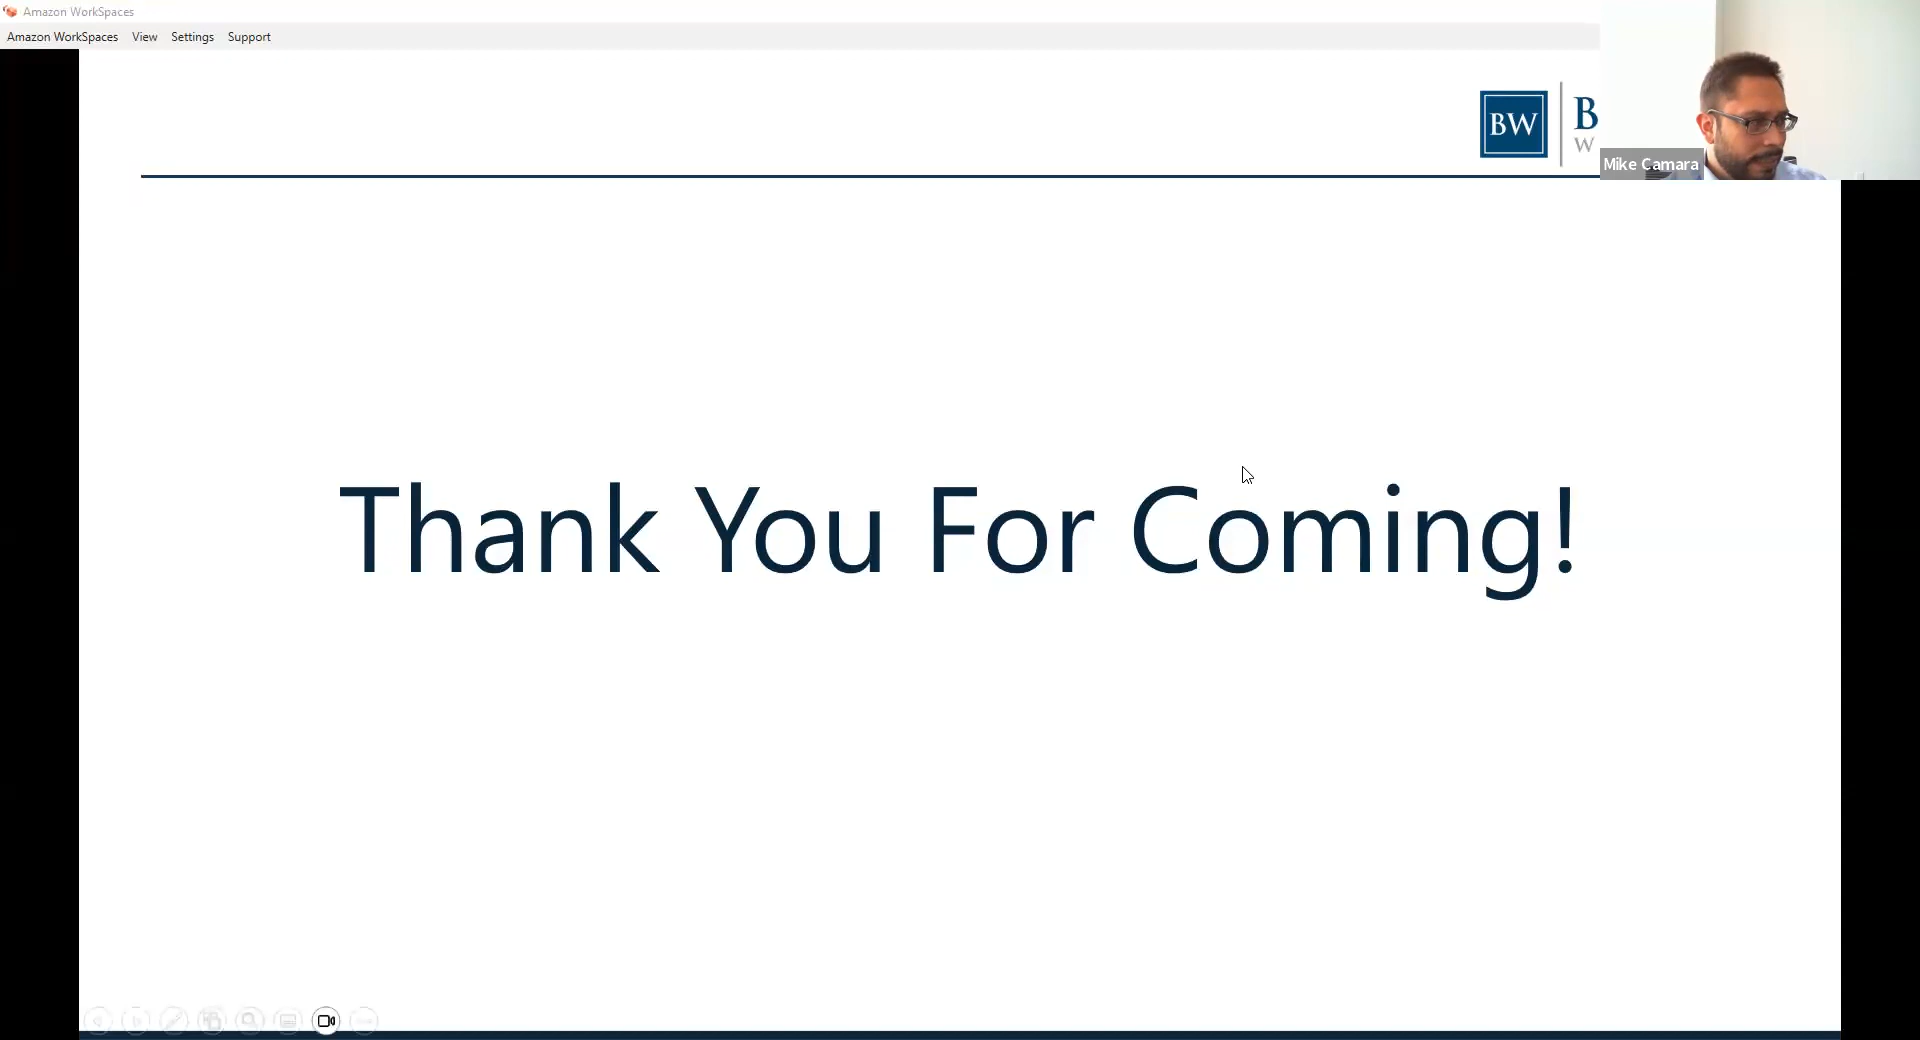 Amazon WorkSpaces
Amazon WorkSpaces View Settings Support
BW
B
W
Mike Camara
Thank You For Coming!